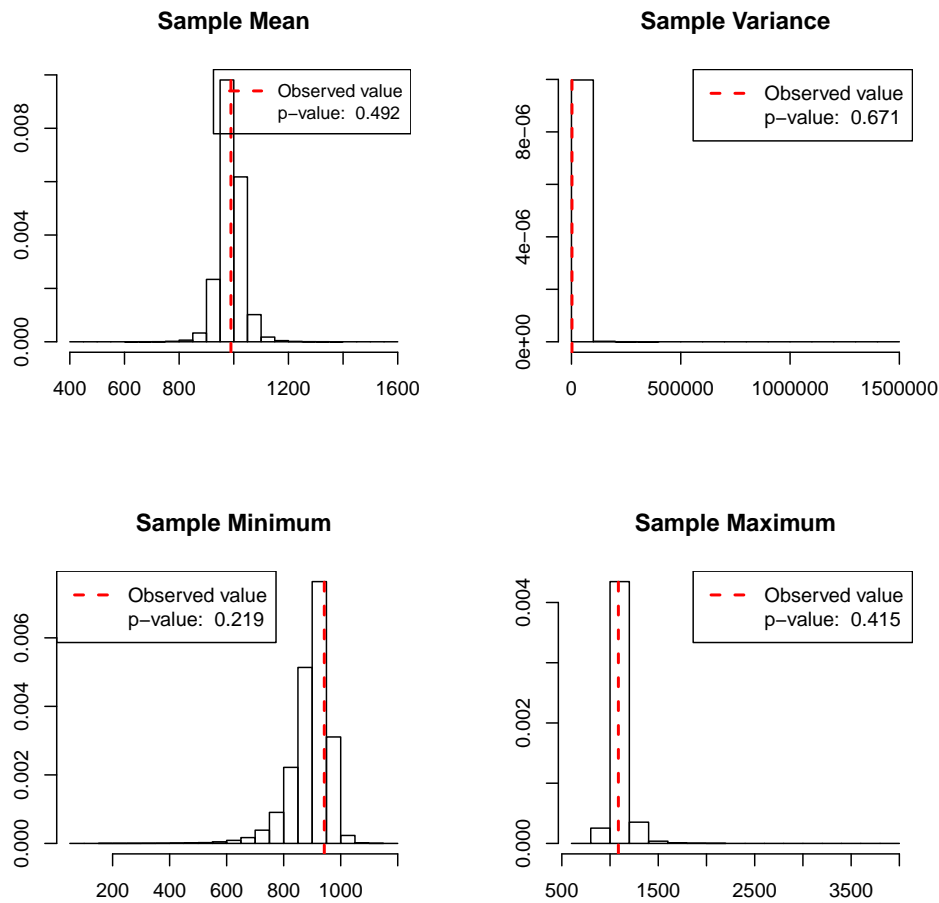 Sample Mean
0.000
0.004
0.008
Observed value
p−value: 0.492
400 600 800 1200 1600
Sample Variance
0e+00
4e−06
8e−06
Observed value
p−value: 0.671
0 500000 1000000 1500000
Sample Minimum
0.000
0.002
0.004
0.006
Observed value
p−value: 0.219
200 400 600 800 1000
Sample Maximum
0.000
0.002
0.004
Observed value
p−value: 0.415
500 1500 2500 3500